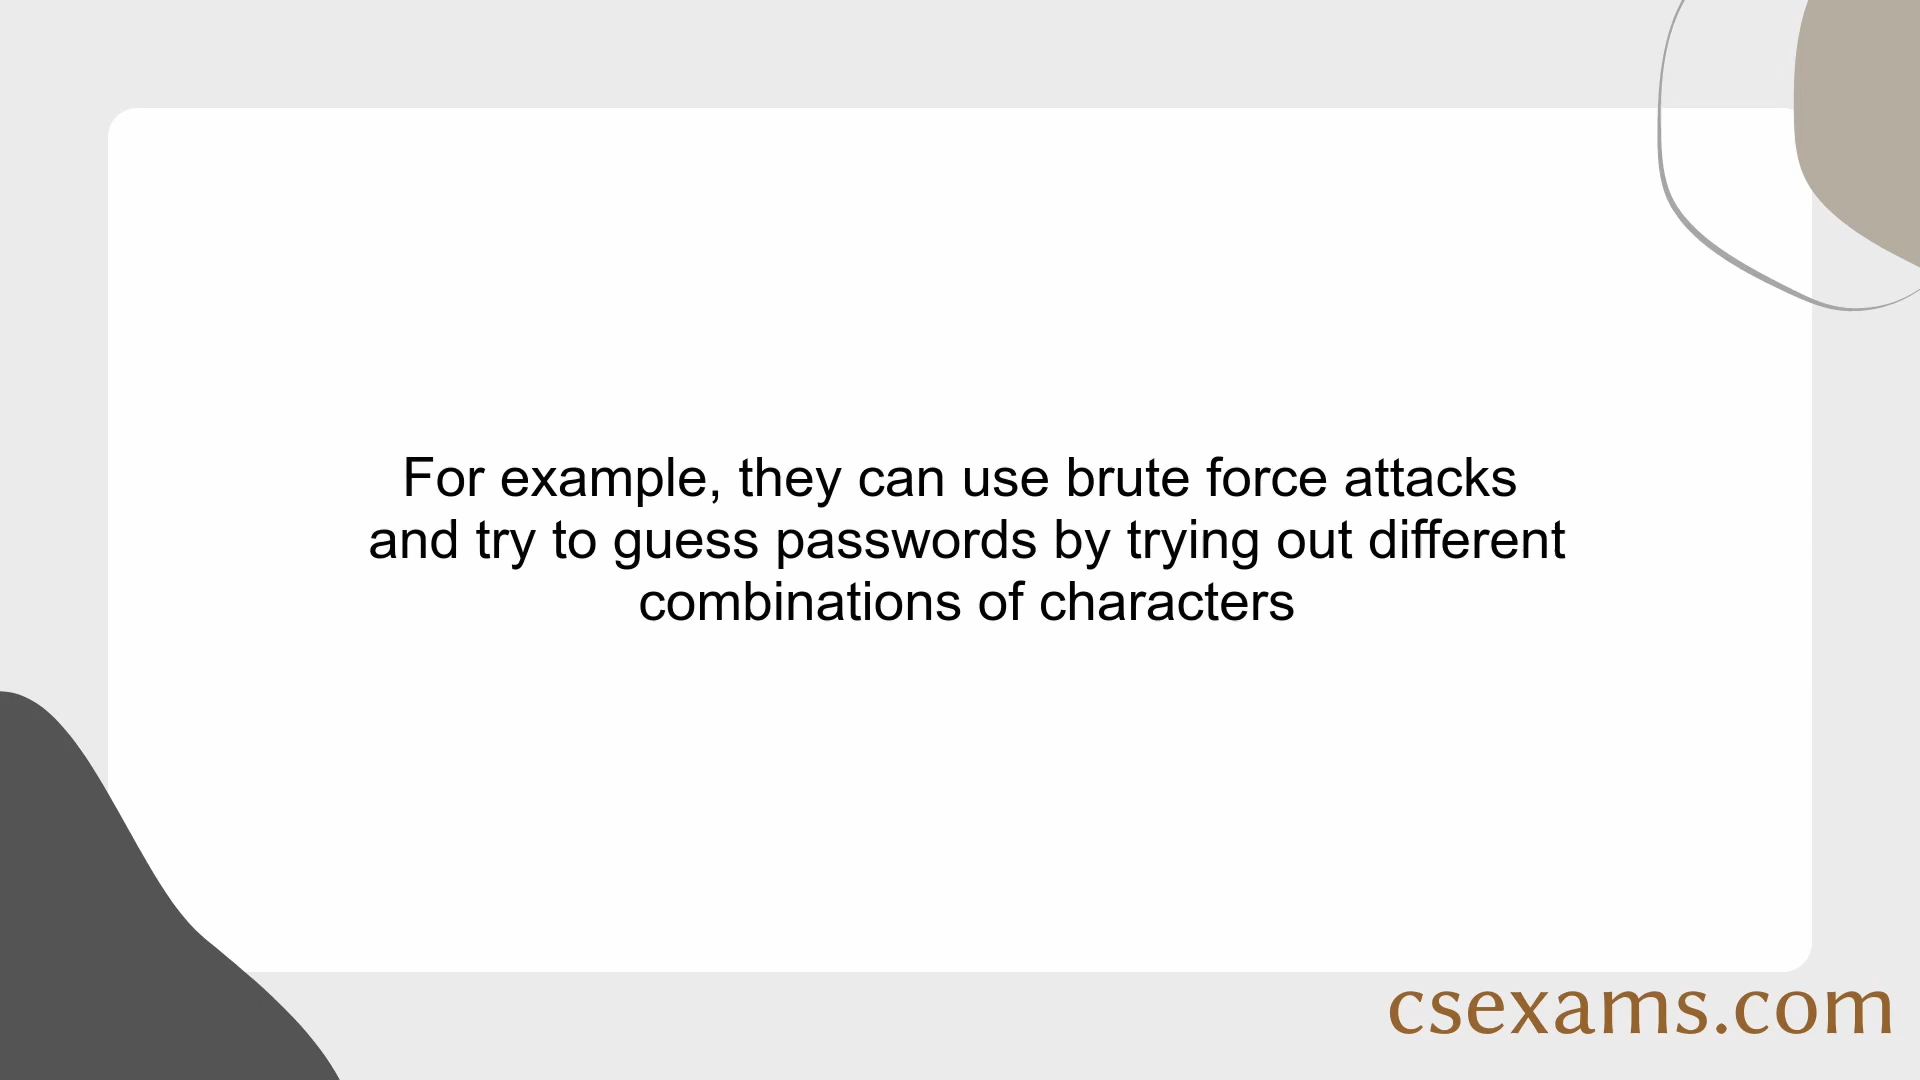 For example, they can use brute force attacks
and try to guess passwords by trying out different
combinations of characters
csexams.com